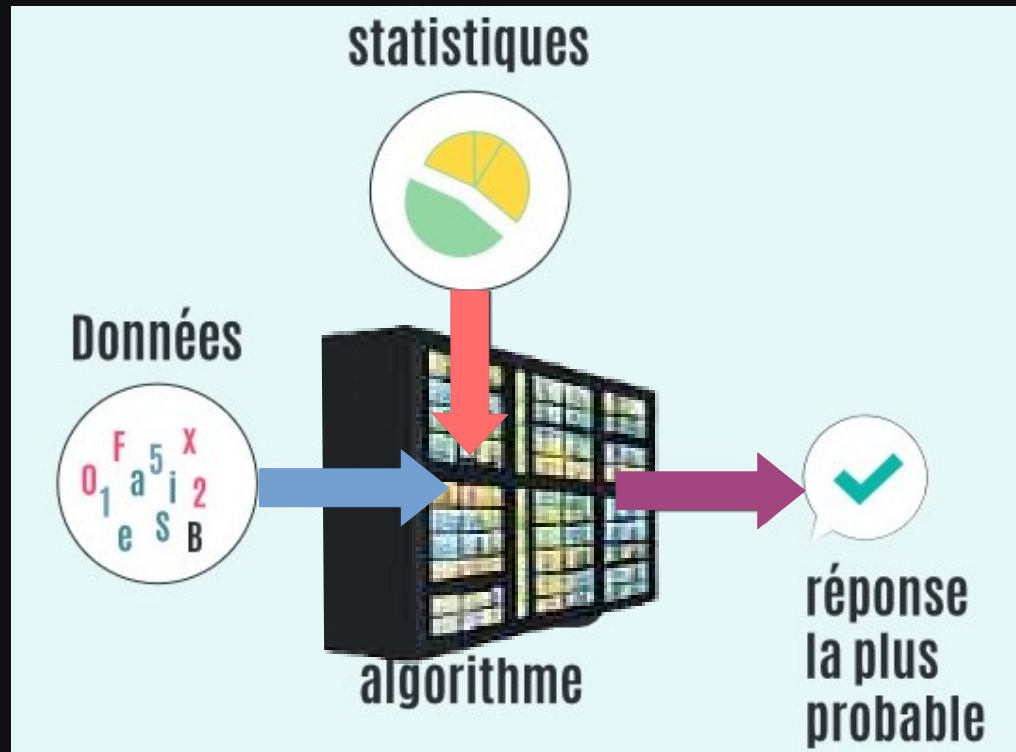 statistiques
Données
F 5 X
0 1 a i 2
e S B
algorithme
réponse
la plus
probable